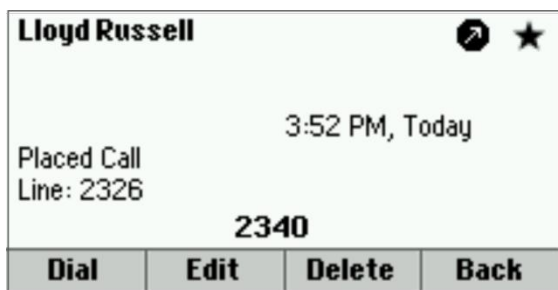 Lloyd Russell
3:52 PM, Today
Placed Call
Line: 2326
2340
Dial Edit Delete Back